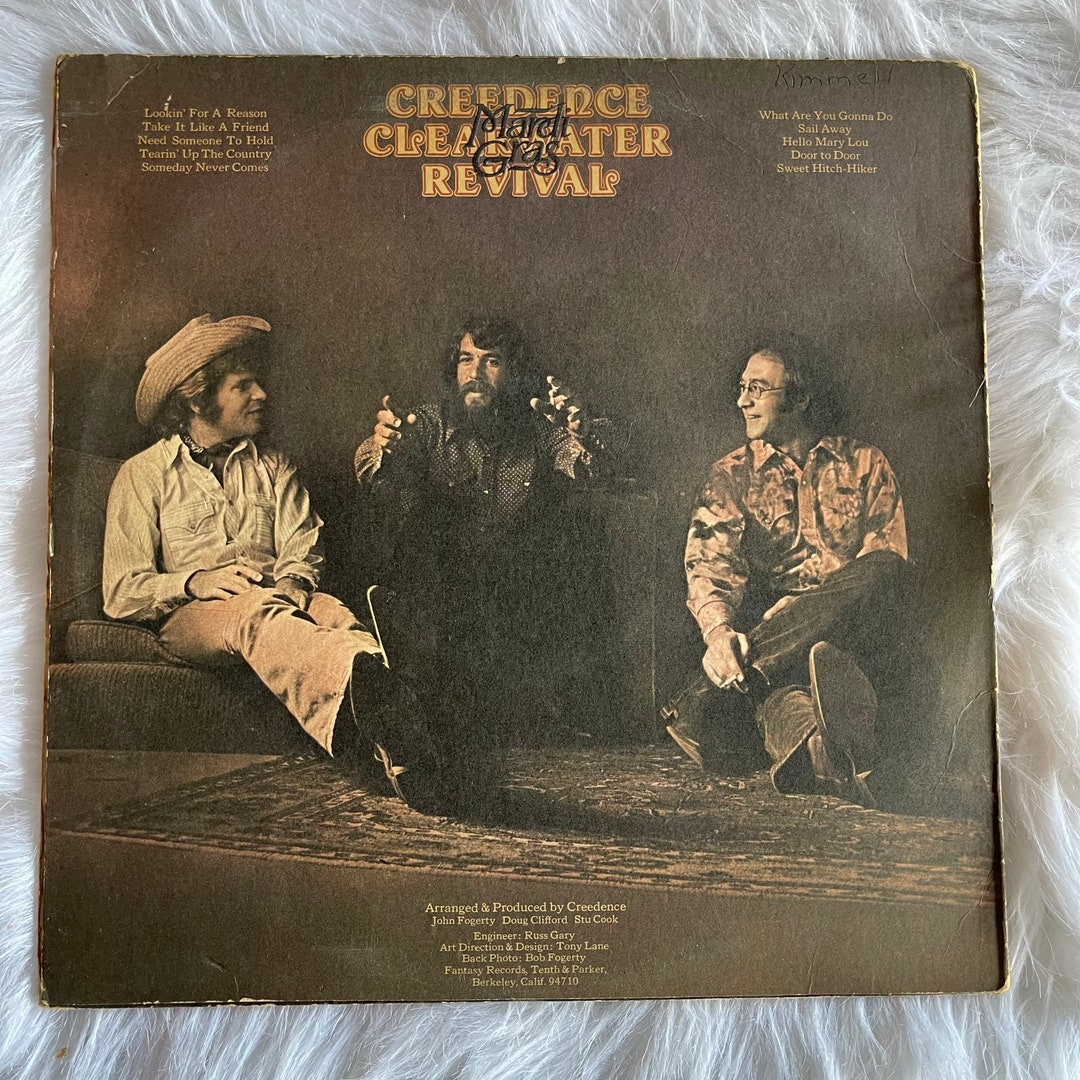 Kimmell
CREEDENCE
CLEARWATER
REVIVAL
Mardi
Gras
Lookin' For A Reason
Take It Like A Friend
Need Someone To Hold
Tearin' Up The Country
Someday Never Comes
What Are You Gonna Do
Sail Away
Hello Mary Lou
Door to Door
Sweet Hitch-Hiker
Arranged & Produced by Creedence
John Fogerty Doug Clifford Stu Cook
Engineer: Russ Gary
Art Direction & Design: Tony Lane
Back Photo: Bob Fogerty
Fantasy Records, Tenth & Parker,
Berkeley, Calif. 94710